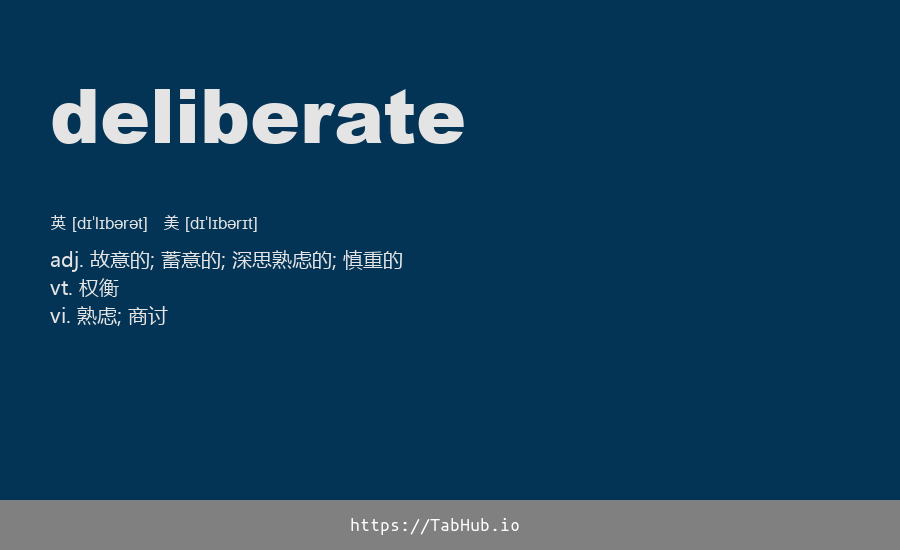 deliberate
英 [dɪˈlɪbərət] 美 [dɪˈlɪbərɪt]
adj. 故意的; 蓄意的; 深思熟虑的; 慎重的
vt. 权衡
vi. 熟虑; 商讨
https://TabHub.io